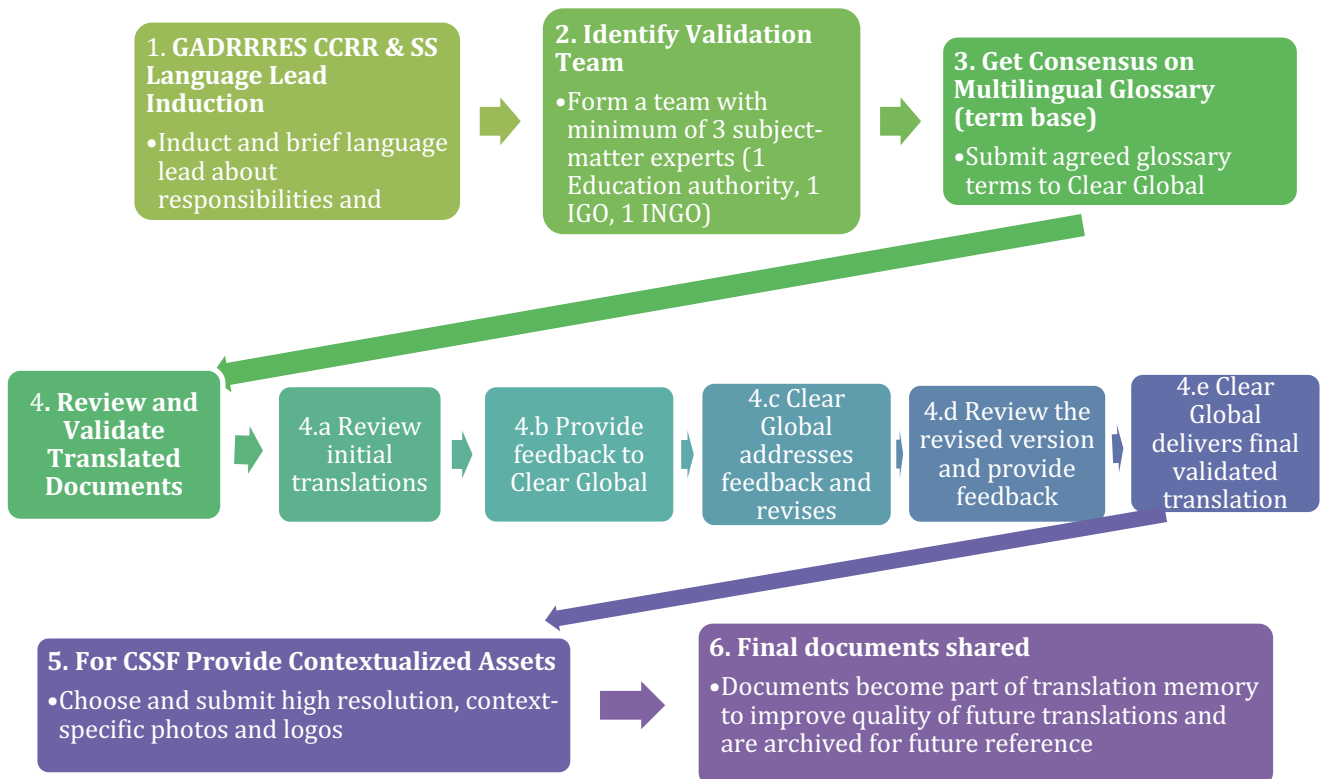 1. GADRRRES CCRR & SS
Language Lead
Induction
•Induct and brief language
lead about
responsibilities and
2. Identify Validation
Team
•Form a team with
minimum of 3 subject-
matter experts (1
Education authority, 1
IGO, 1 INGO)
3. Get Consensus on
Multilingual Glossary
(term base)
•Submit agreed glossary
terms to Clear Global
4. Review and
Validate
Translated
Documents
4.a Review
initial
translations
4.b Provide
feedback to
Clear Global
4.c Clear
Global
addresses
feedback and
revises
4.d Review the
revised version
and provide
feedback
4.e Clear
Global
delivers final
validated
translation
5. For CSSF Provide Contextualized Assets
•Choose and submit high resolution, context-
specific photos and logos
6. Final documents shared
•Documents become part of translation memory
to improve quality of future translations and
are archived for future reference